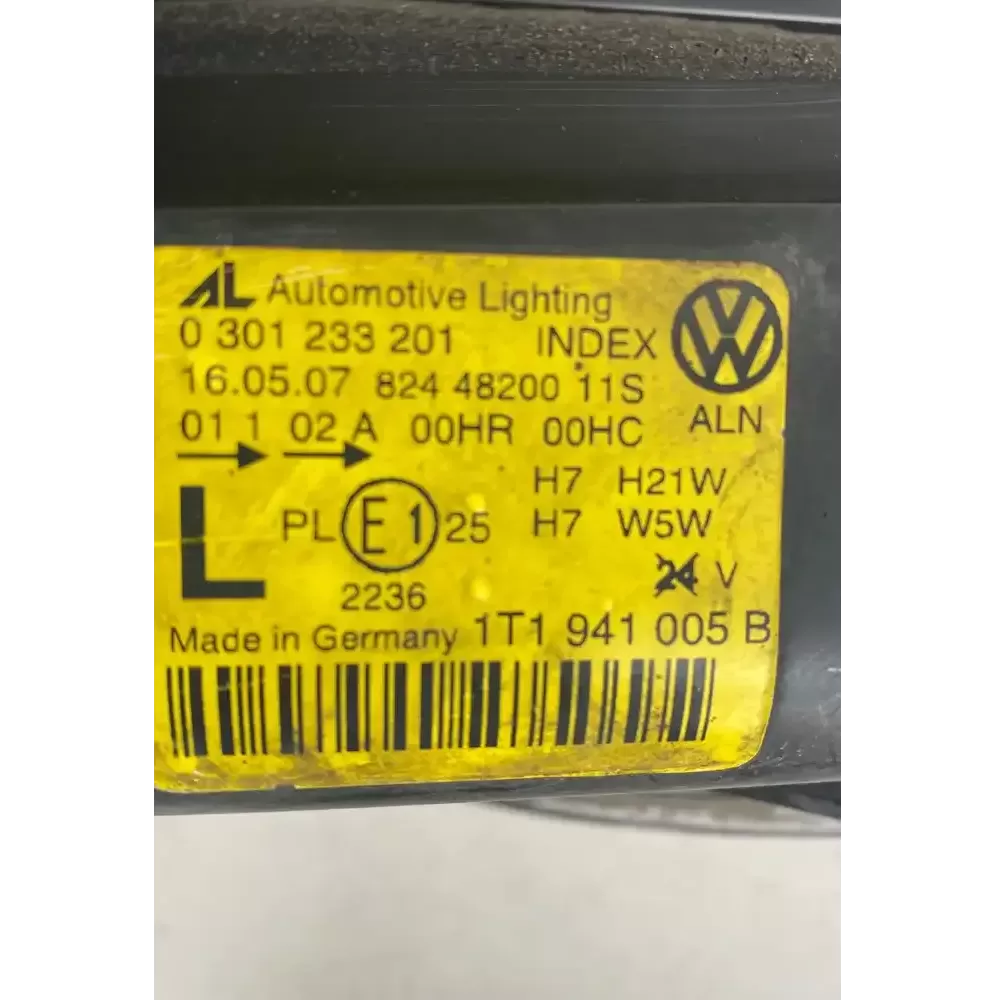 AL Automotive Lighting
0 301 233 201 INDEX
16.05.07 824 48200 11S
01 1 02 A 00HR 00HC ALN
H7 H21W
L PL E1 25 H7 W5W
2236 24 V
Made in Germany 1T1 941 005 B